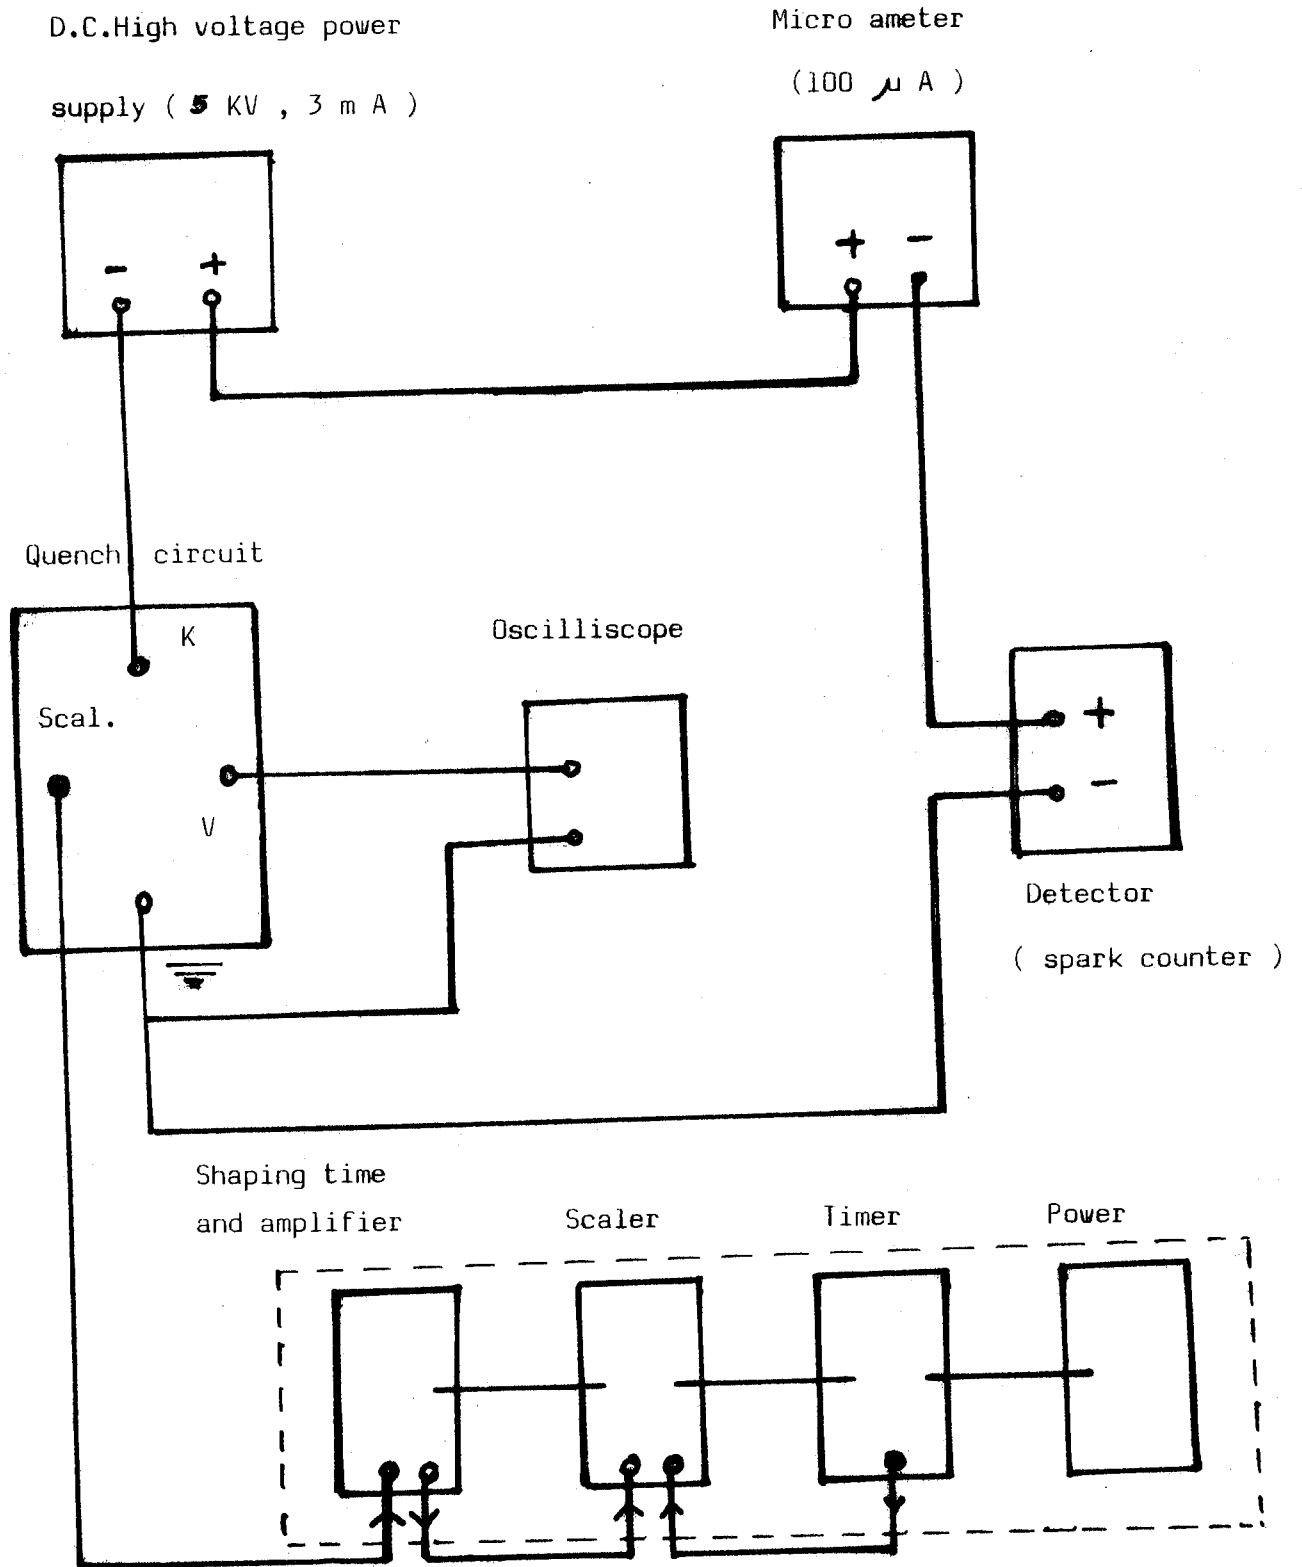 D.C.High voltage power
supply ( 5 KV , 3 m A )
Micro ameter
(100 μ A )
- +
+ -
Quench circuit
K
Scal.
V
Oscilliscope
+
-
Detector
( spark counter )
Shaping time
and amplifier
Scaler
Timer
Power